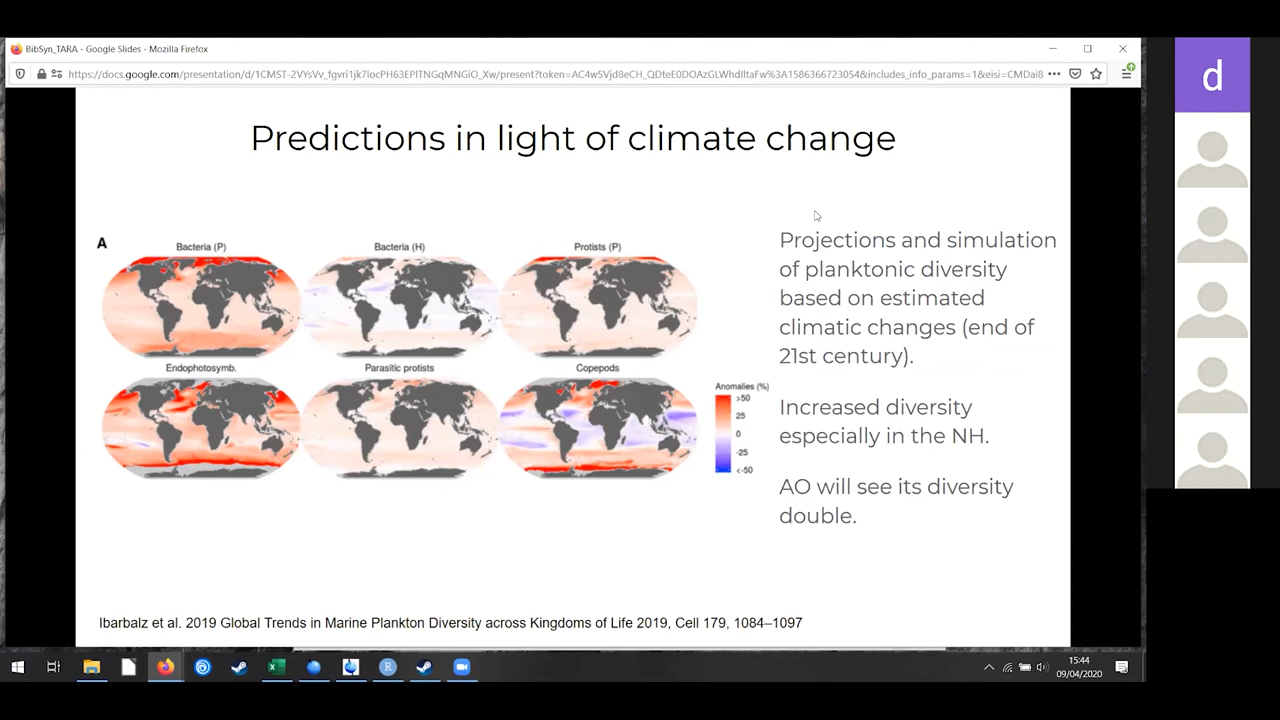 BibSyn_TARA - Google Slides - Mozilla Firefox
d
Predictions in light of climate change
A
Bacteria (P)
Bacteria (H)
Protists (P)
Endophotosymb.
Parasitic protists
Copepods
Anomalies (%)
>50
25
0
-25
<-50
Projections and simulation
of planktonic diversity
based on estimated
climatic changes (end of
21st century).
Increased diversity
especially in the NH.
AO will see its diversity
double.
Ibarbalz et al. 2019 Global Trends in Marine Plankton Diversity across Kingdoms of Life 2019, Cell 179, 1084–1097
15:44
09/04/2020